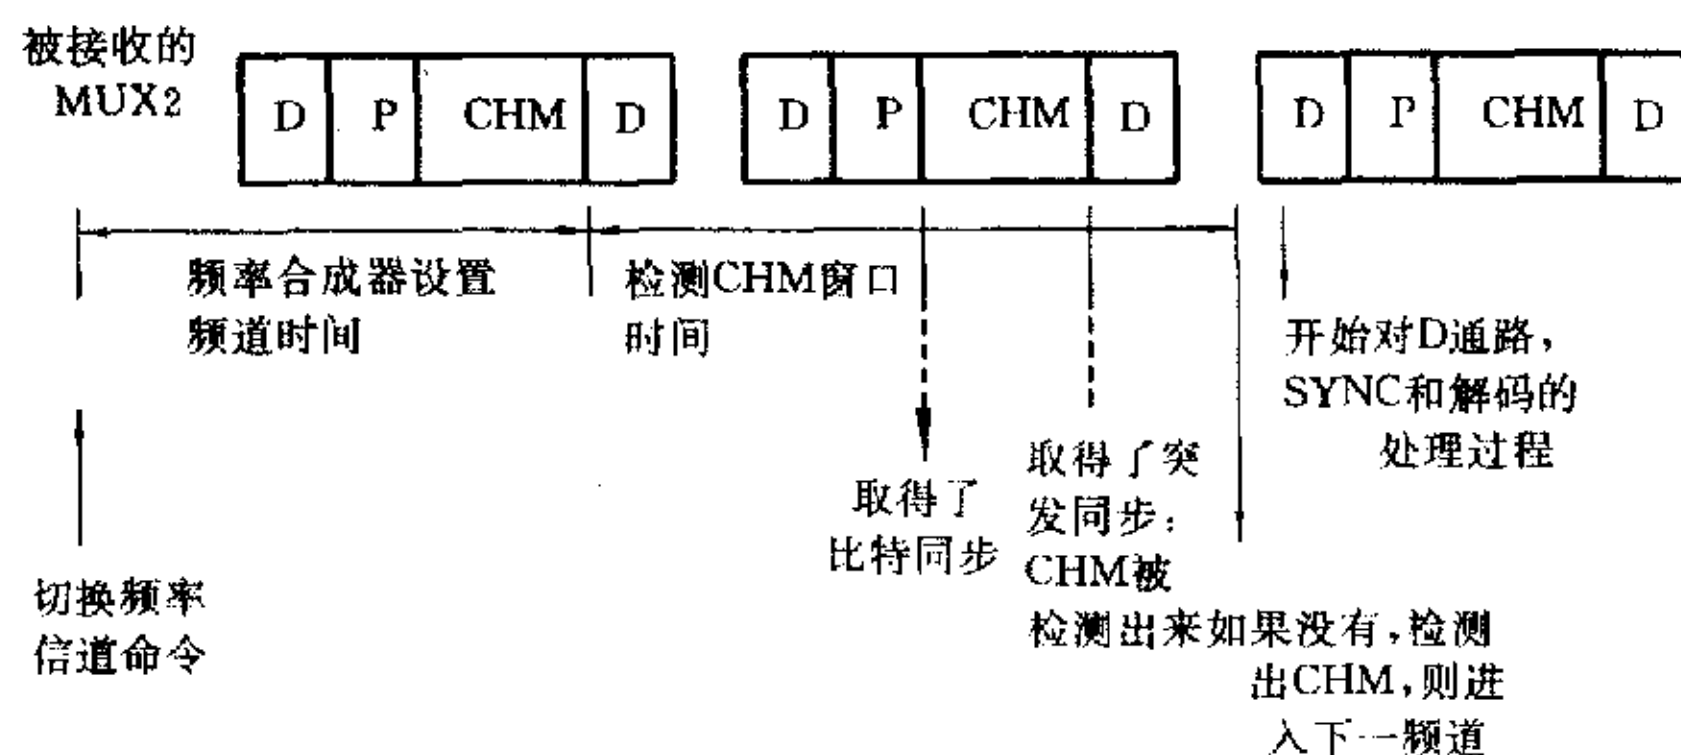 被接收的
MUX2
D P CHM D
D P CHM D
D P CHM D
频率合成器设置
频道时间
检测CHM窗口
时间
开始对D通路，
SYNC和解码的
处理过程
取得了
比特同步
取得了突
发同步：
CHM被
检测出来如果没有，检测
出CHM，则进
入下一频道
切换频率
信道命令